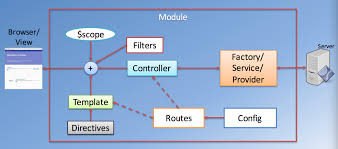 Module
Browser/
View
$scope
Filters
Controller
Factory/
Service/
Provider
Server
Template
Directives
Routes
Config